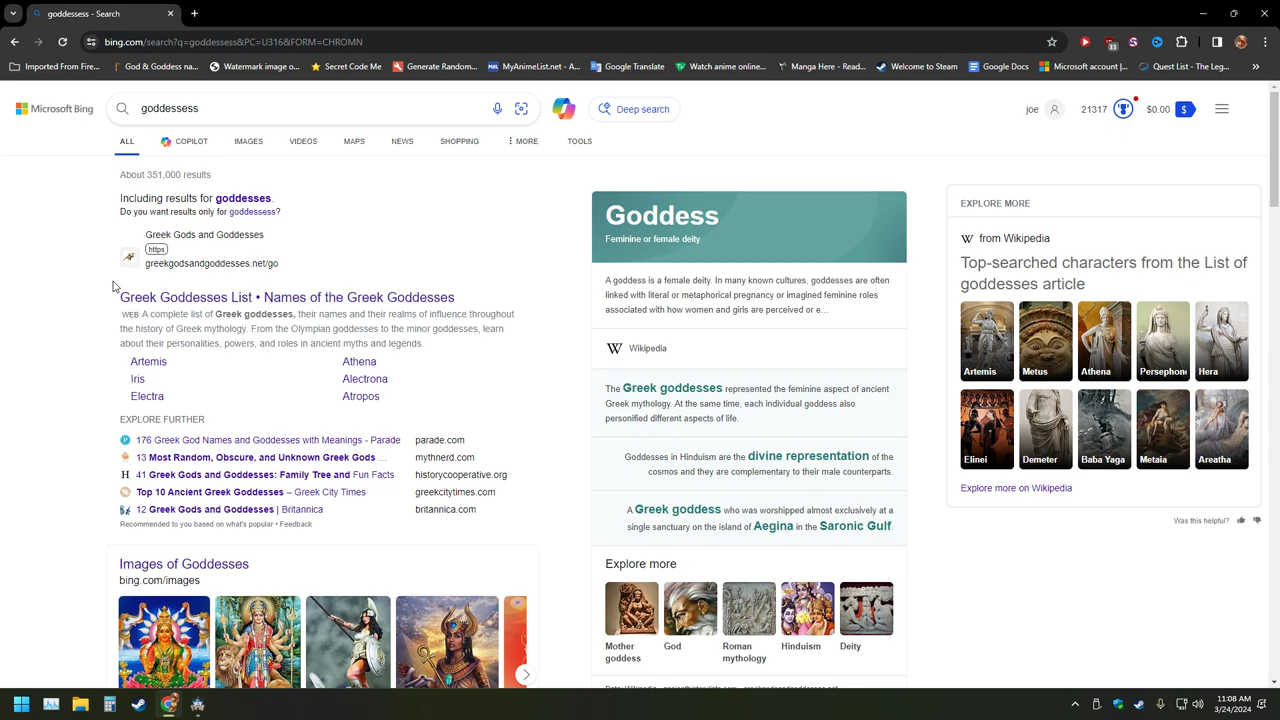 goddessess - Search
bing.com/search?q=goddessess&PC=U316&FORM=CHROMN
Imported From Fire...
God & Goddess na...
Watermark image o...
Secret Code Me
Generate Random...
MyAnimeList.net - ...
Google Translate
Watch anime online...
Manga Here - Read...
Welcome to Steam
Google Docs
Microsoft account |...
Free Cloud Storage...
Microsoft Bing
goddessess
Deep search
joe
21317
$0.00
ALL
COPILOT
IMAGES
VIDEOS
MAPS
NEWS
SHOPPING
MORE
TOOLS
About 351,000 results
Including results for goddesses.
Do you want results only for goddessess?
Greek Gods and Goddesses
https
greekgodsandgoddesses.net/go
Greek Goddesses List • Names of the Greek Goddesses
WEB A complete list of Greek goddesses, their names and their realms of influence throughout
the history of Greek mythology. From the Olympian goddesses to the minor goddesses, learn
about their personalities, powers, and roles in ancient myths and legends.
Artemis
Athena
Iris
Alectrona
Electra
Atropos
EXPLORE FURTHER
176 Greek God Names and Goddesses with Meanings - Parade
parade.com
13 Most Random, Obscure, and Unknown Greek Gods ...
mythnerd.com
41 Greek Gods and Goddesses: Family Tree and Fun Facts
historycooperative.org
Top 10 Ancient Greek Goddesses – Greek City Times
greekcitytimes.com
12 Greek Gods and Goddesses | Britannica
britannica.com
Recommended to you based on what's popular • Feedback
Images of Goddesses
bing.com/images
Goddess
Feminine or female deity
A goddess is a female deity. In many known cultures, goddesses are often
linked with literal or metaphorical pregnancy or imagined feminine roles
associated with how women and girls are perceived or e...
W Wikipedia
The Greek goddesses represented the feminine aspect of ancient
Greek mythology. At the same time, each individual goddess also
personified different aspects of life.
Goddesses in Hinduism are the divine representation of the
cosmos and they are complementary to their male counterparts.
A Greek goddess who was worshipped almost exclusively at a
single sanctuary on the island of Aegina in the Saronic Gulf.
Explore more
Mother
goddess
God
Roman
mythology
Hinduism
Deity
EXPLORE MORE
W from Wikipedia
Top-searched characters from the List of
goddesses article
Artemis
Metus
Athena
Persephone
Hera
Elinei
Demeter
Baba Yaga
Metaia
Areatha
Explore more on Wikipedia
Was this helpful?
11:08 AM
3/24/2024